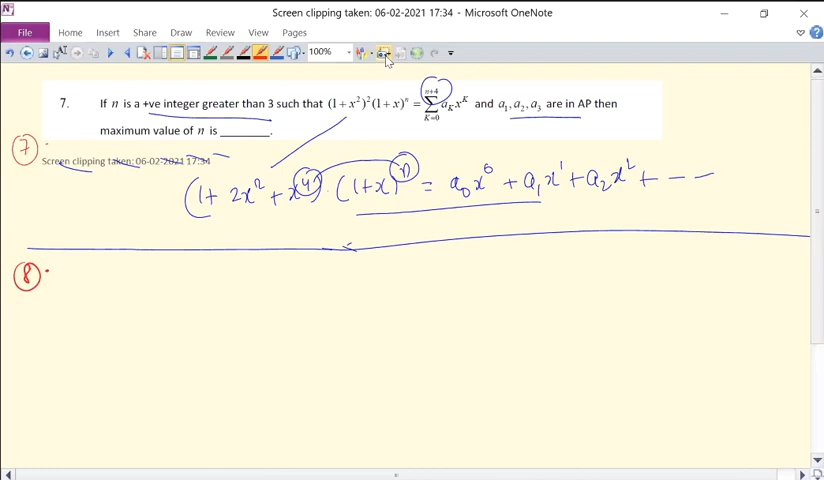 Screen clipping taken: 06-02-2021 17:34 - Microsoft OneNote
File Home Insert Share Draw Review View Pages
100%
7. If n is a +ve integer greater than 3 such that (1+x²)²(1+x)ⁿ = ∑_{K=0}^{n+4} a_K x^K and a₁, a₂, a₃ are in AP then
maximum value of n is ________.
7.
Screen clipping taken: 06-02-2021 17:34
(1 + 2x² + x⁴) · (1+x)ⁿ = a₀x⁰ + a₁x¹ + a₂x² + - -
8.